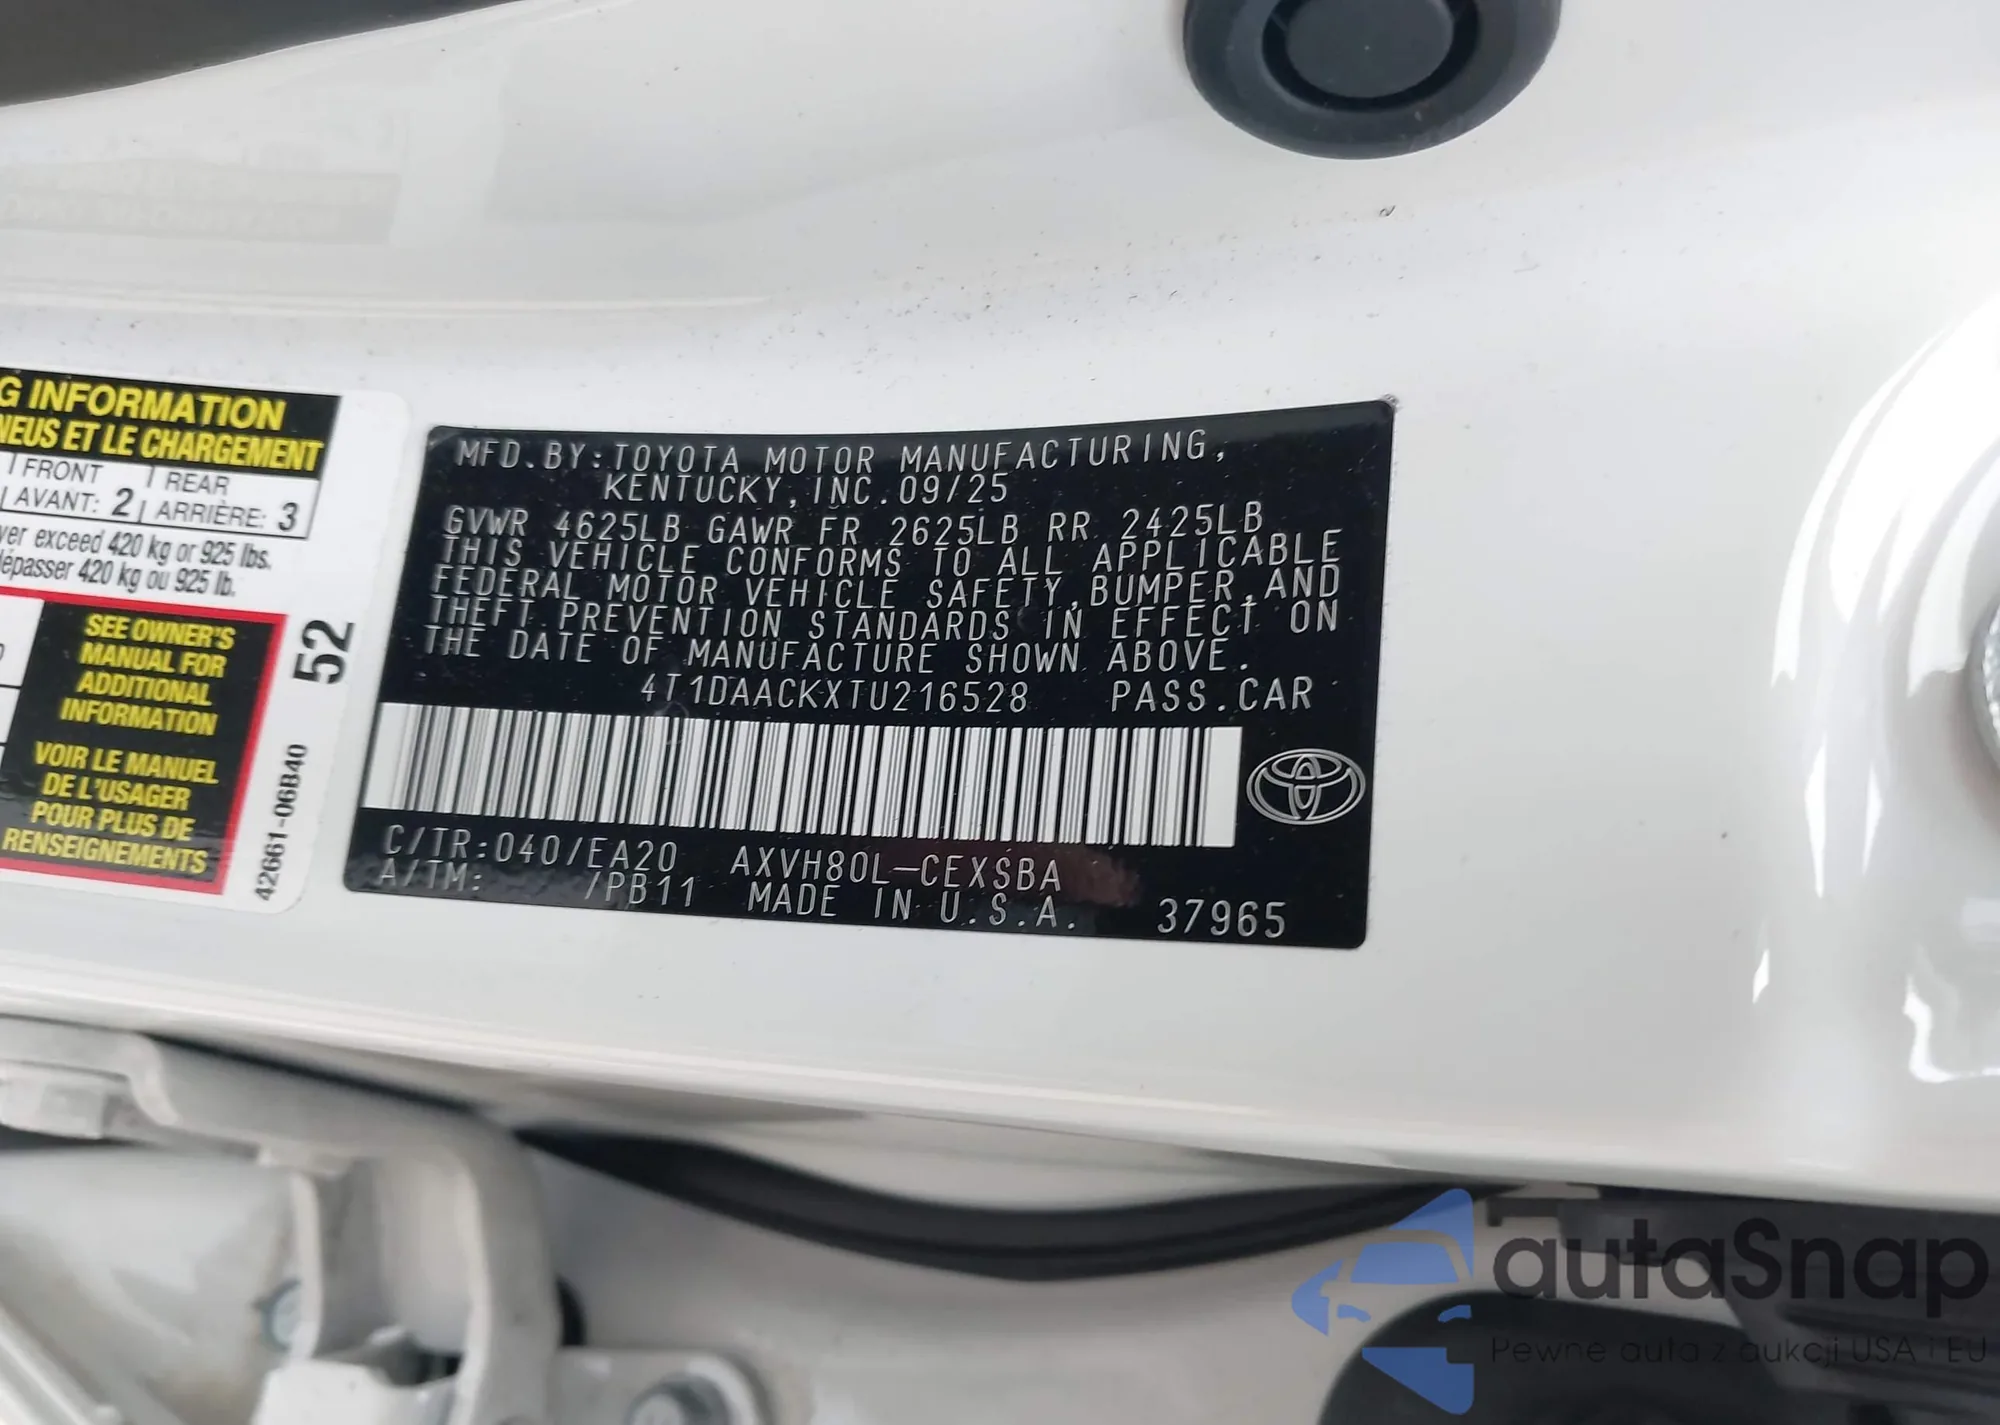 G INFORMATION
NEUS ET LE CHARGEMENT
FRONT REAR
AVANT: 2 ARRIÈRE: 3
ver exceed 420 kg or 925 lbs.
dépasser 420 kg ou 925 lb.
SEE OWNER'S
MANUAL FOR
ADDITIONAL
INFORMATION
VOIR LE MANUEL
DE L'USAGER
POUR PLUS DE
RENSEIGNEMENTS
52
42661-06B40
MFD.BY:TOYOTA MOTOR MANUFACTURING,
KENTUCKY,INC.09/25
GVWR 4625LB GAWR FR 2625LB RR 2425LB
THIS VEHICLE CONFORMS TO ALL APPLICABLE
FEDERAL MOTOR VEHICLE SAFETY,BUMPER,AND
THEFT PREVENTION STANDARDS IN EFFECT ON
THE DATE OF MANUFACTURE SHOWN ABOVE.
4T1DAACKXTU216528 PASS.CAR
C/TR:040/EA20 AXVH80L-CEXSBA
A/TM: /PB11 MADE IN U.S.A. 37965
autaSnap
Pewne auta z aukcji USA i EU